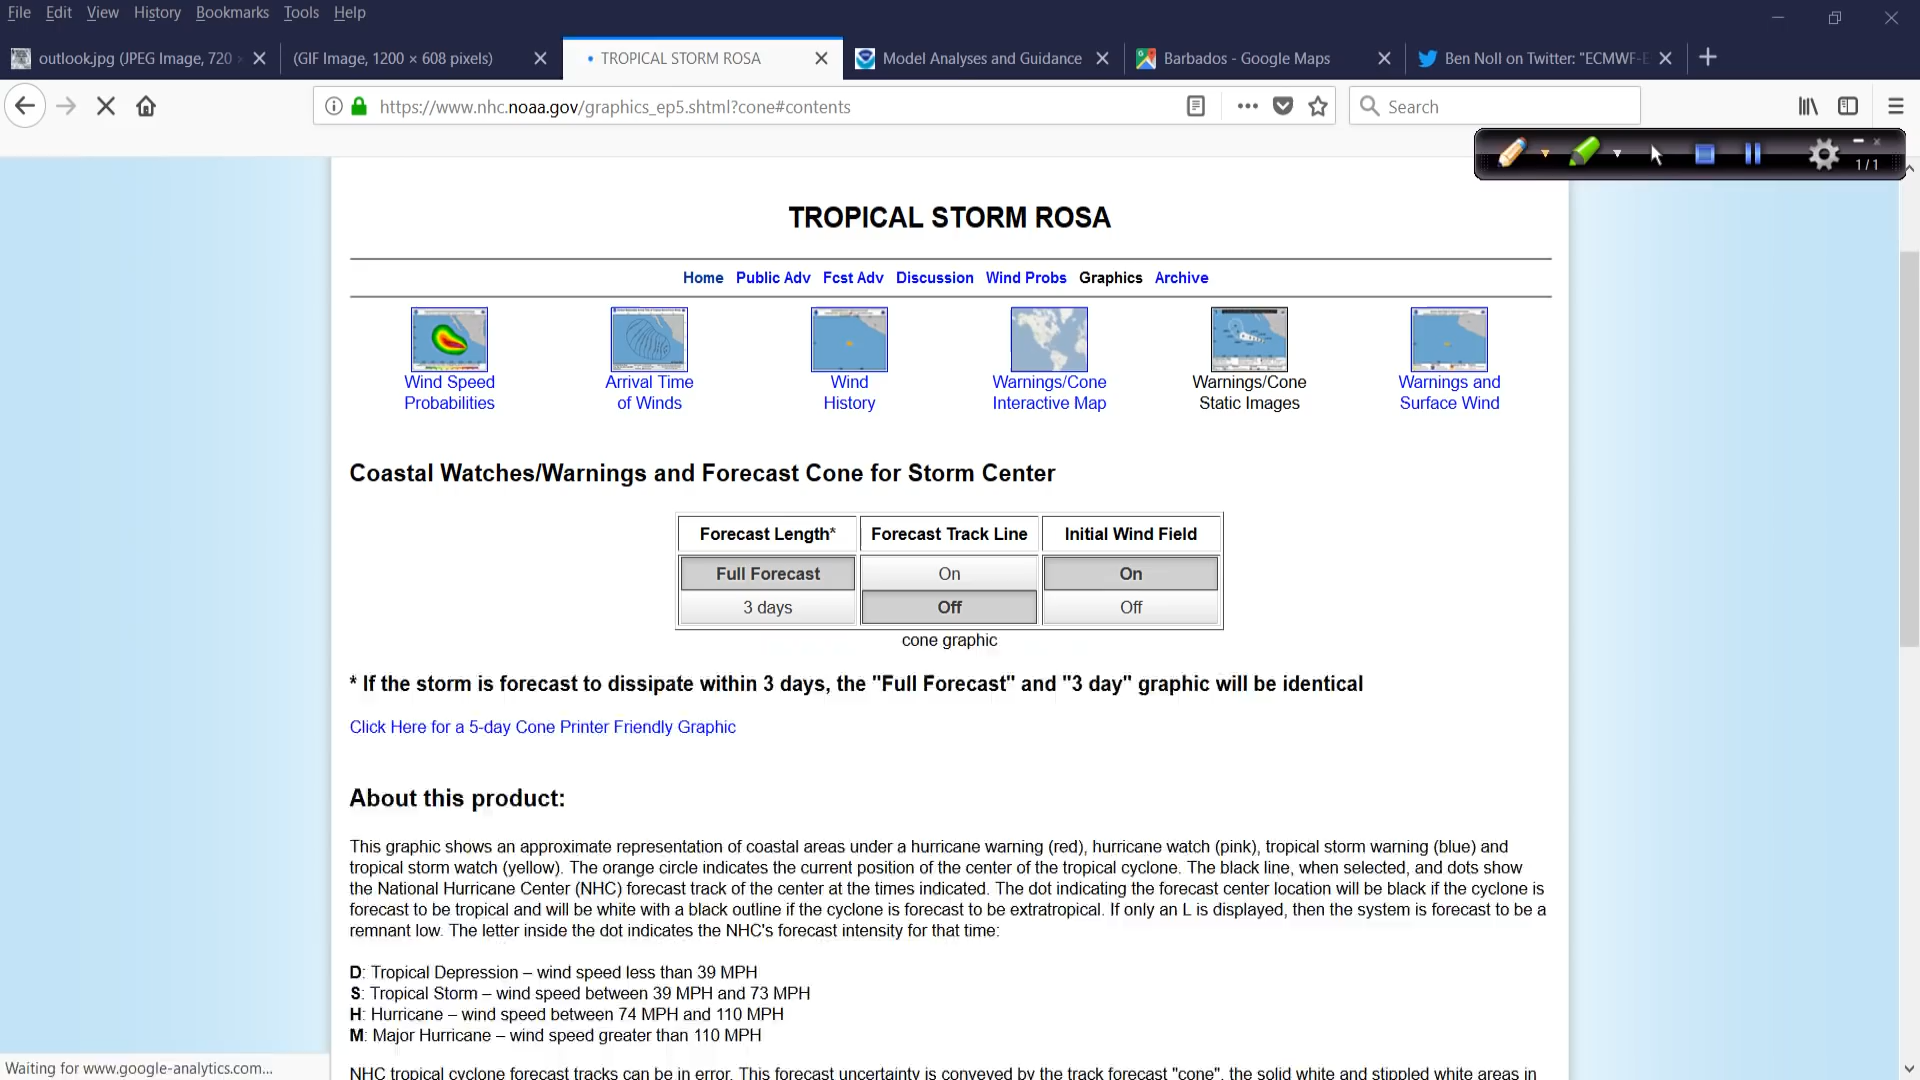 File Edit View History Bookmarks Tools Help
outlook.jpg (JPEG Image, 720
(GIF Image, 1200 × 608 pixels)
TROPICAL STORM ROSA
Model Analyses and Guidance
Barbados - Google Maps
Ben Noll on Twitter: "ECMWF-E
https://www.nhc.noaa.gov/graphics_ep5.shtml?cone#contents
Search
1/1
TROPICAL STORM ROSA
Home Public Adv Fcst Adv Discussion Wind Probs Graphics Archive
Wind Speed
Probabilities
Arrival Time
of Winds
Wind
History
Warnings/Cone
Interactive Map
Warnings/Cone
Static Images
Warnings and
Surface Wind
Coastal Watches/Warnings and Forecast Cone for Storm Center
Forecast Length* Forecast Track Line Initial Wind Field
Full Forecast On On
3 days Off Off
cone graphic
* If the storm is forecast to dissipate within 3 days, the "Full Forecast" and "3 day" graphic will be identical
Click Here for a 5-day Cone Printer Friendly Graphic
About this product:
This graphic shows an approximate representation of coastal areas under a hurricane warning (red), hurricane watch (pink), tropical storm warning (blue) and
tropical storm watch (yellow). The orange circle indicates the current position of the center of the tropical cyclone. The black line, when selected, and dots show
the National Hurricane Center (NHC) forecast track of the center at the times indicated. The dot indicating the forecast center location will be black if the cyclone is
forecast to be tropical and will be white with a black outline if the cyclone is forecast to be extratropical. If only an L is displayed, then the system is forecast to be a
remnant low. The letter inside the dot indicates the NHC's forecast intensity for that time:
D: Tropical Depression – wind speed less than 39 MPH
S: Tropical Storm – wind speed between 39 MPH and 73 MPH
H: Hurricane – wind speed between 74 MPH and 110 MPH
M: Major Hurricane – wind speed greater than 110 MPH
NHC tropical cyclone forecast tracks can be in error. This forecast uncertainty is conveyed by the track forecast "cone", the solid white and stippled white areas in
Waiting for www.google-analytics.com...